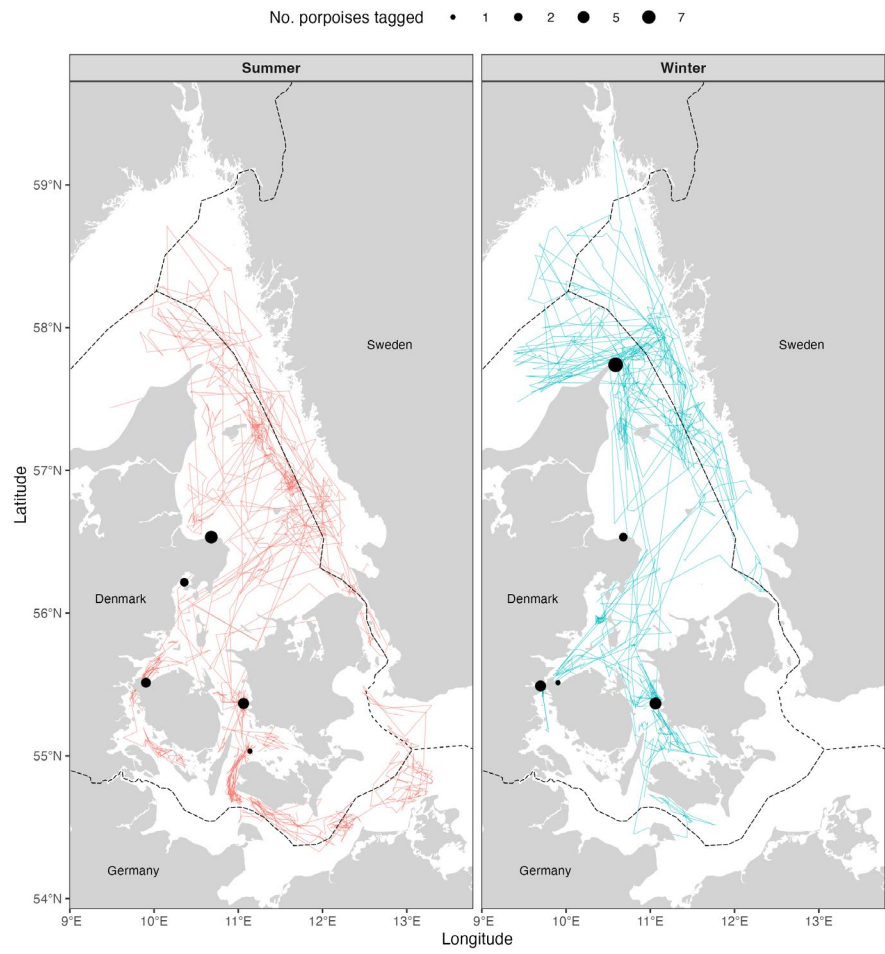 No. porpoises tagged 1 2 5 7
Summer Winter
59°N
58°N
Sweden Sweden
57°N
Latitude
Denmark Denmark
56°N
55°N
Germany Germany
54°N
9°E 10°E 11°E 12°E 13°E 9°E 10°E 11°E 12°E 13°E
Longitude